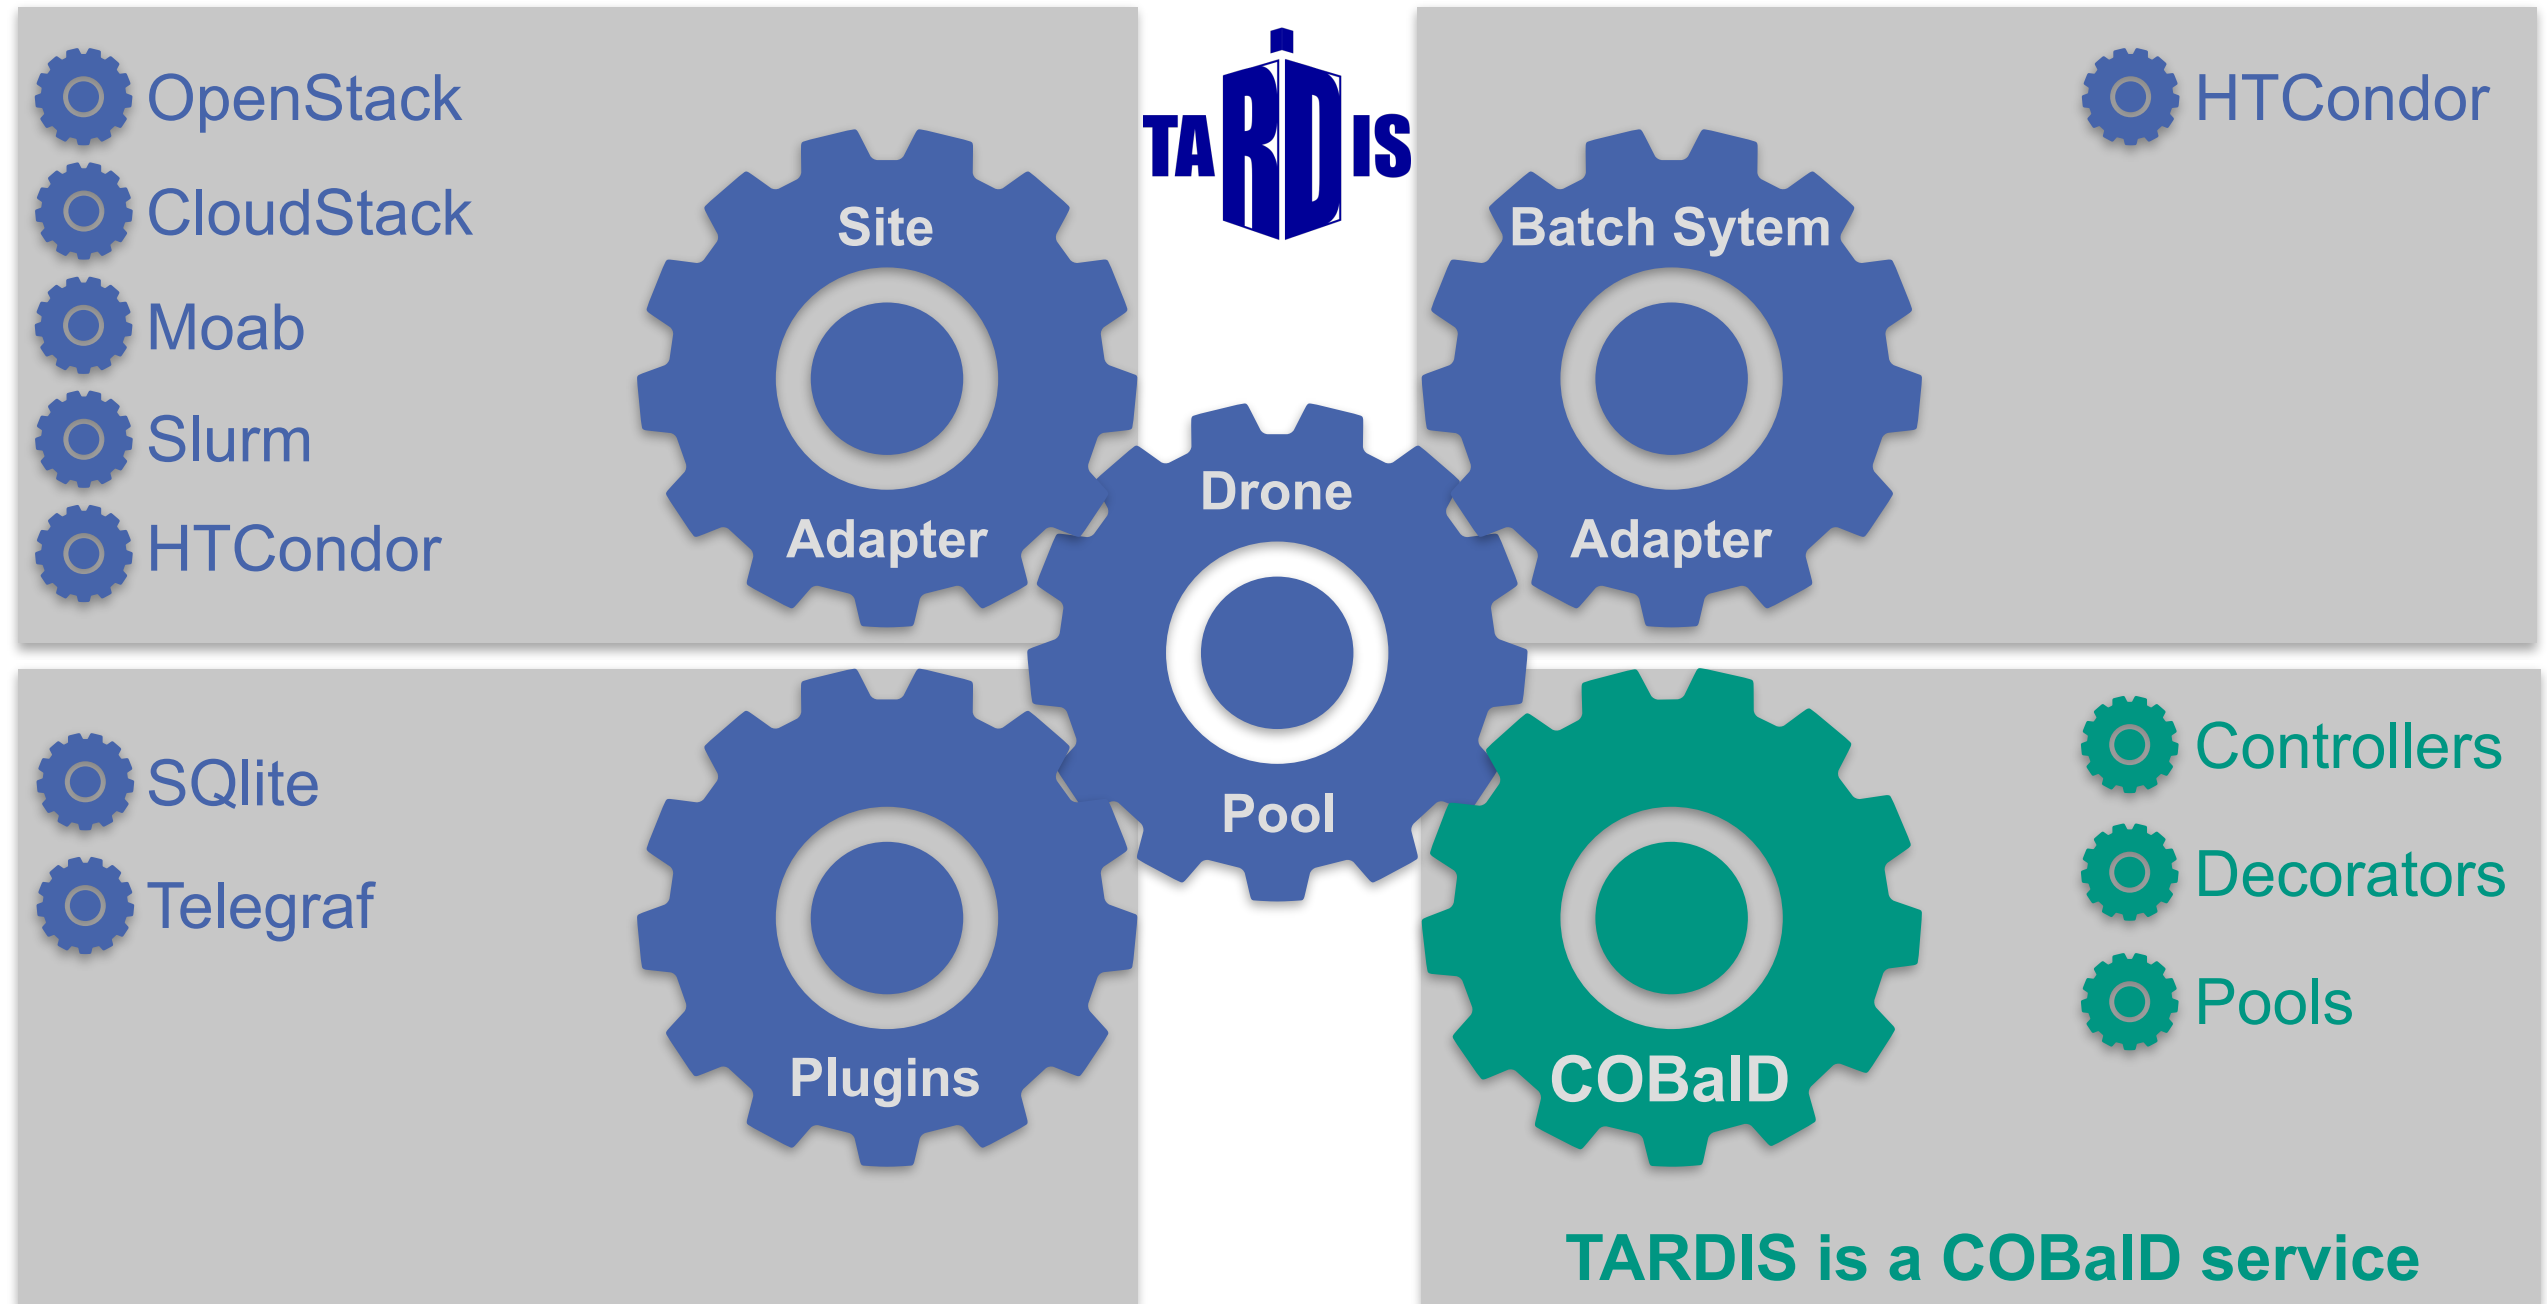 OpenStack
CloudStack
Moab
Slurm
HTCondor
Site
Adapter
TARDIS
Batch Sytem
Adapter
HTCondor
Drone
Pool
SQlite
Telegraf
Plugins
COBalD
Controllers
Decorators
Pools
TARDIS is a COBalD service